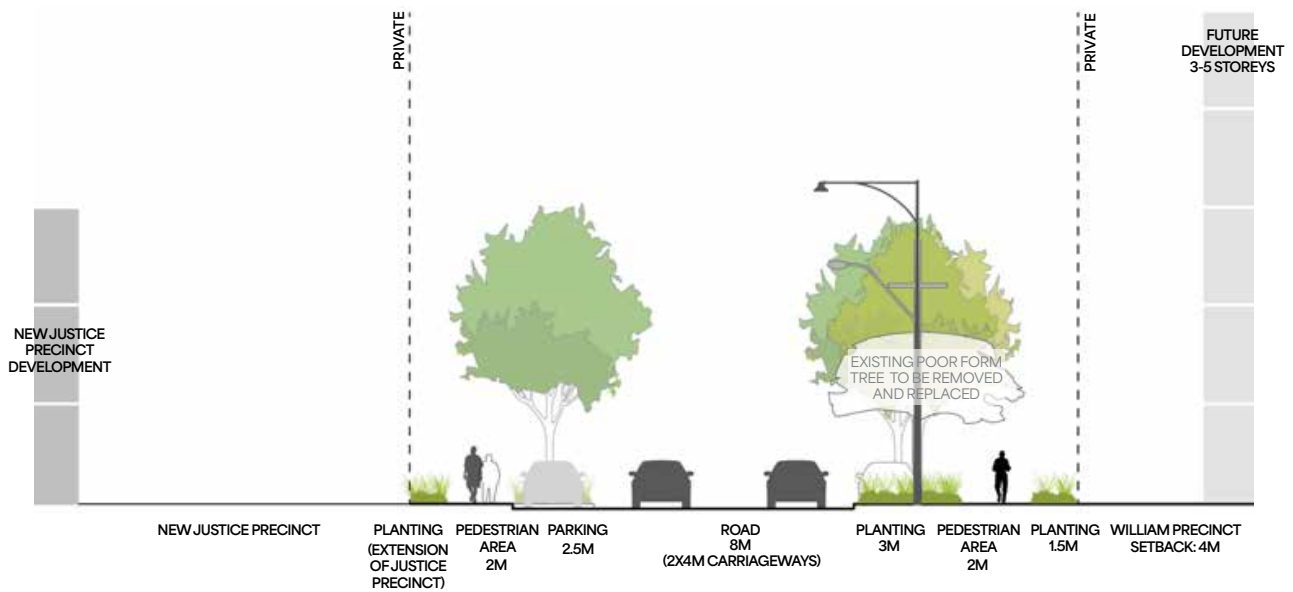 PRIVATE
PRIVATE
FUTURE
DEVELOPMENT
3-5 STOREYS
NEW JUSTICE
PRECINCT
DEVELOPMENT
EXISTING POOR FORM
TREE TO BE REMOVED
AND REPLACED
NEW JUSTICE PRECINCT
PLANTING
(EXTENSION
OF JUSTICE
PRECINCT)
PEDESTRIAN
AREA
2M
PARKING
2.5M
ROAD
8M
(2X4M CARRIAGEWAYS)
PLANTING
3M
PEDESTRIAN
AREA
2M
PLANTING
1.5M
WILLIAM PRECINCT
SETBACK: 4M